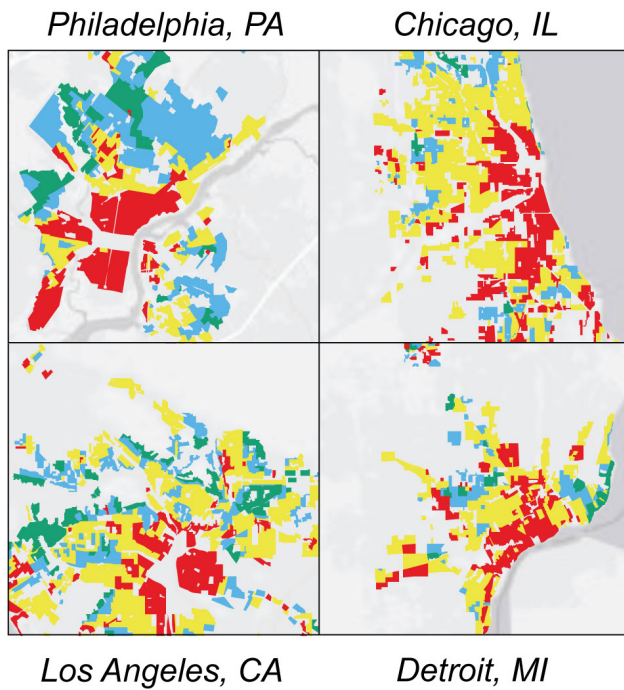 Philadelphia, PA
Chicago, IL
Los Angeles, CA
Detroit, MI